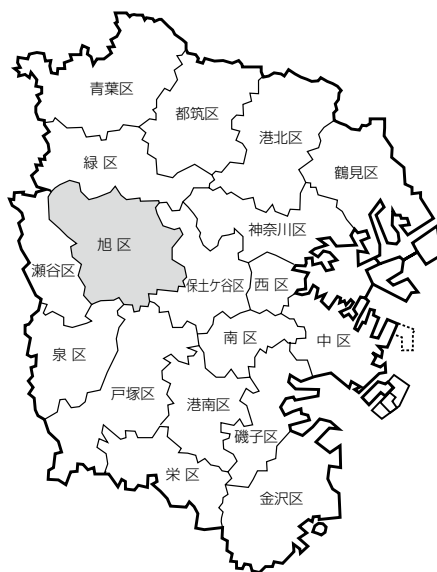 青葉区
都筑区
港北区
緑 区
鶴見区
旭 区
神奈川区
瀬谷区
保土ケ谷区
西 区
南 区
中 区
泉 区
戸塚区
港南区
磯子区
栄 区
金沢区